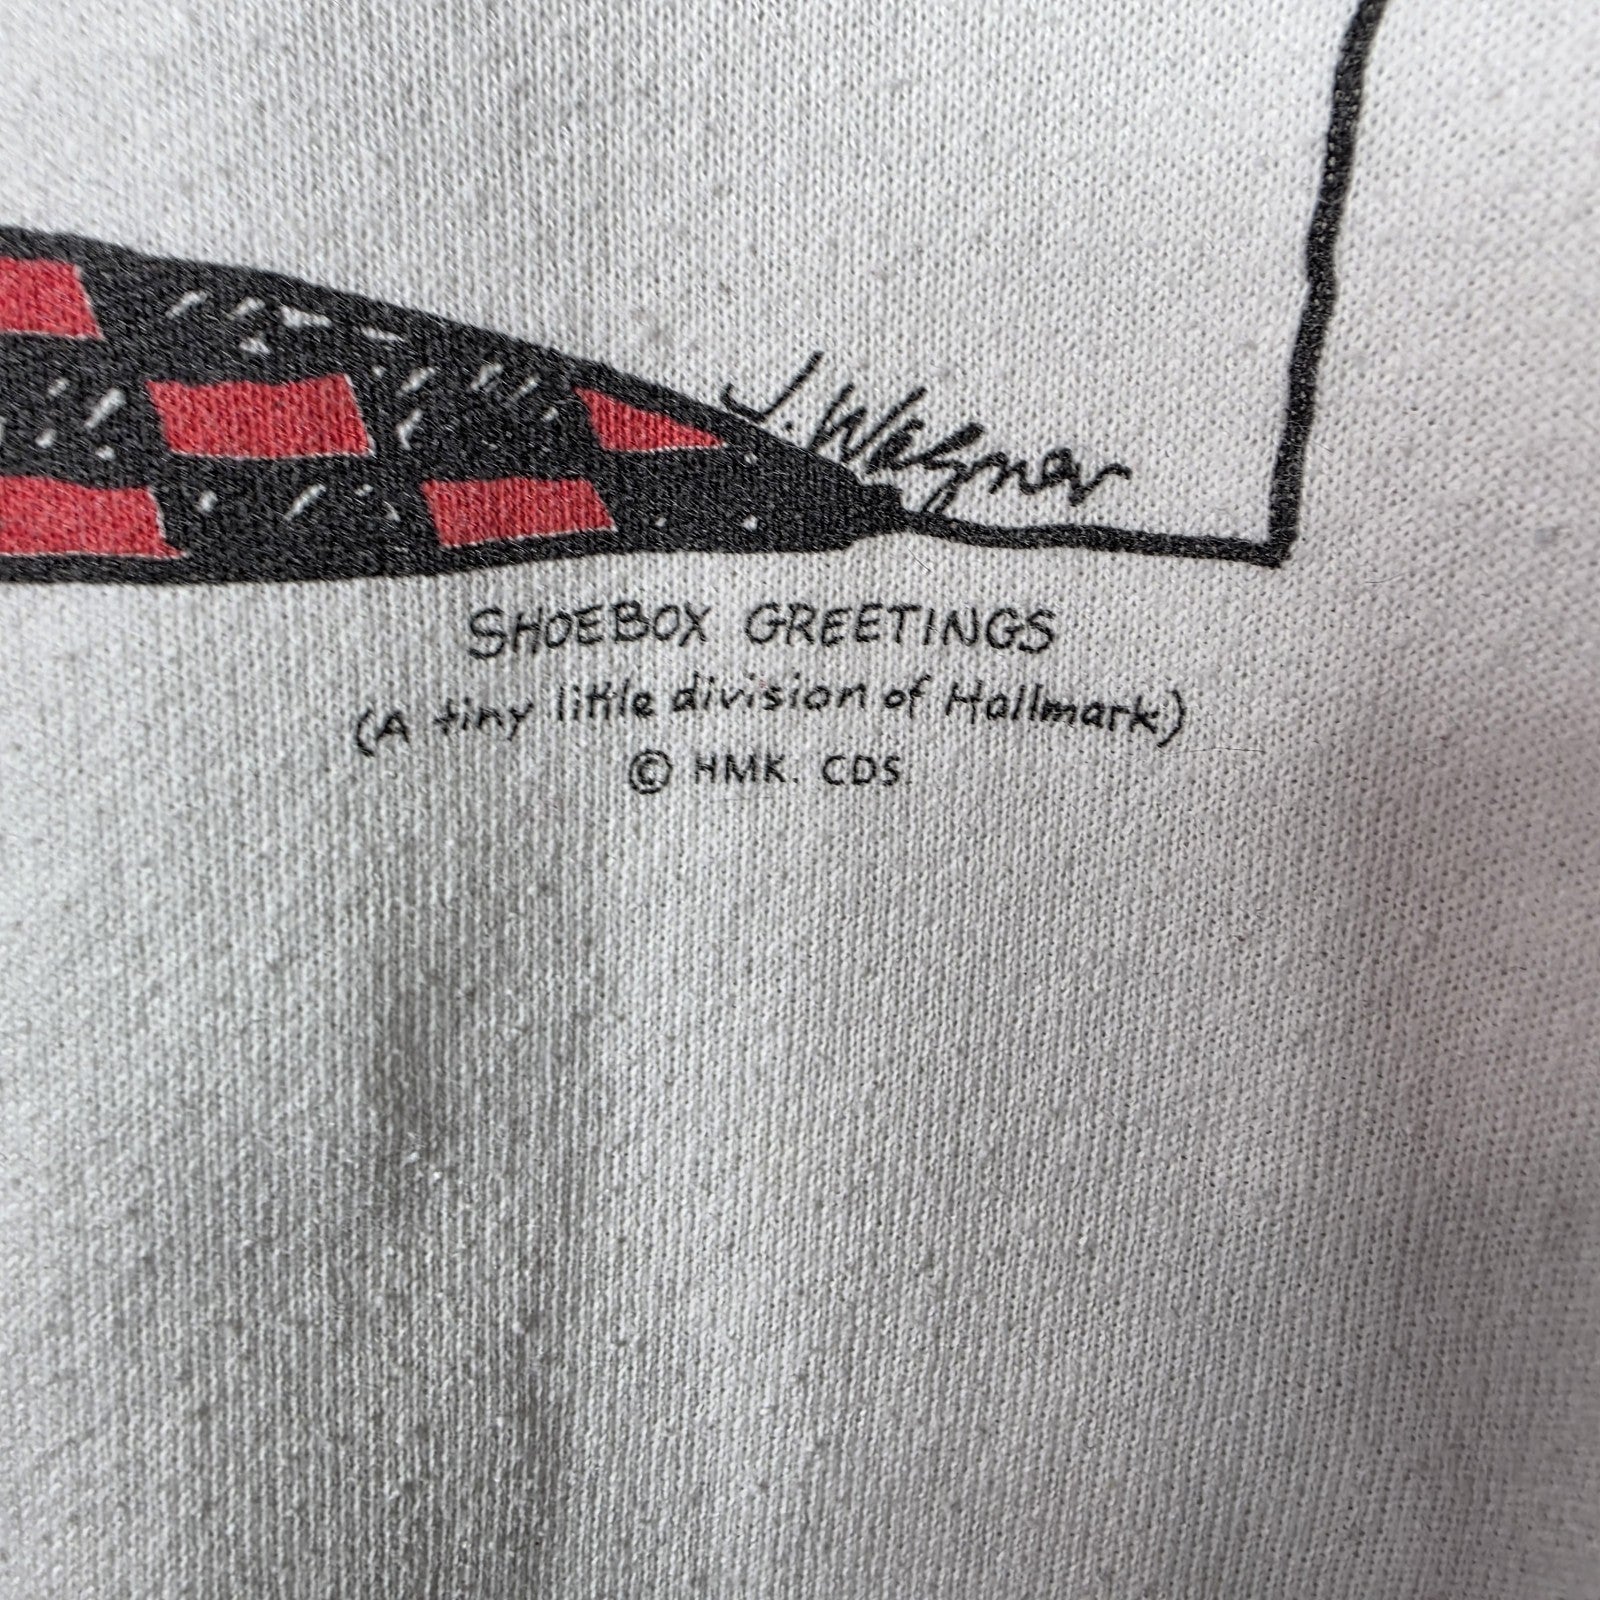 J. Wagner
SHOEBOX GREETINGS
(A tiny little division of Hallmark)
© HMK. CDS.